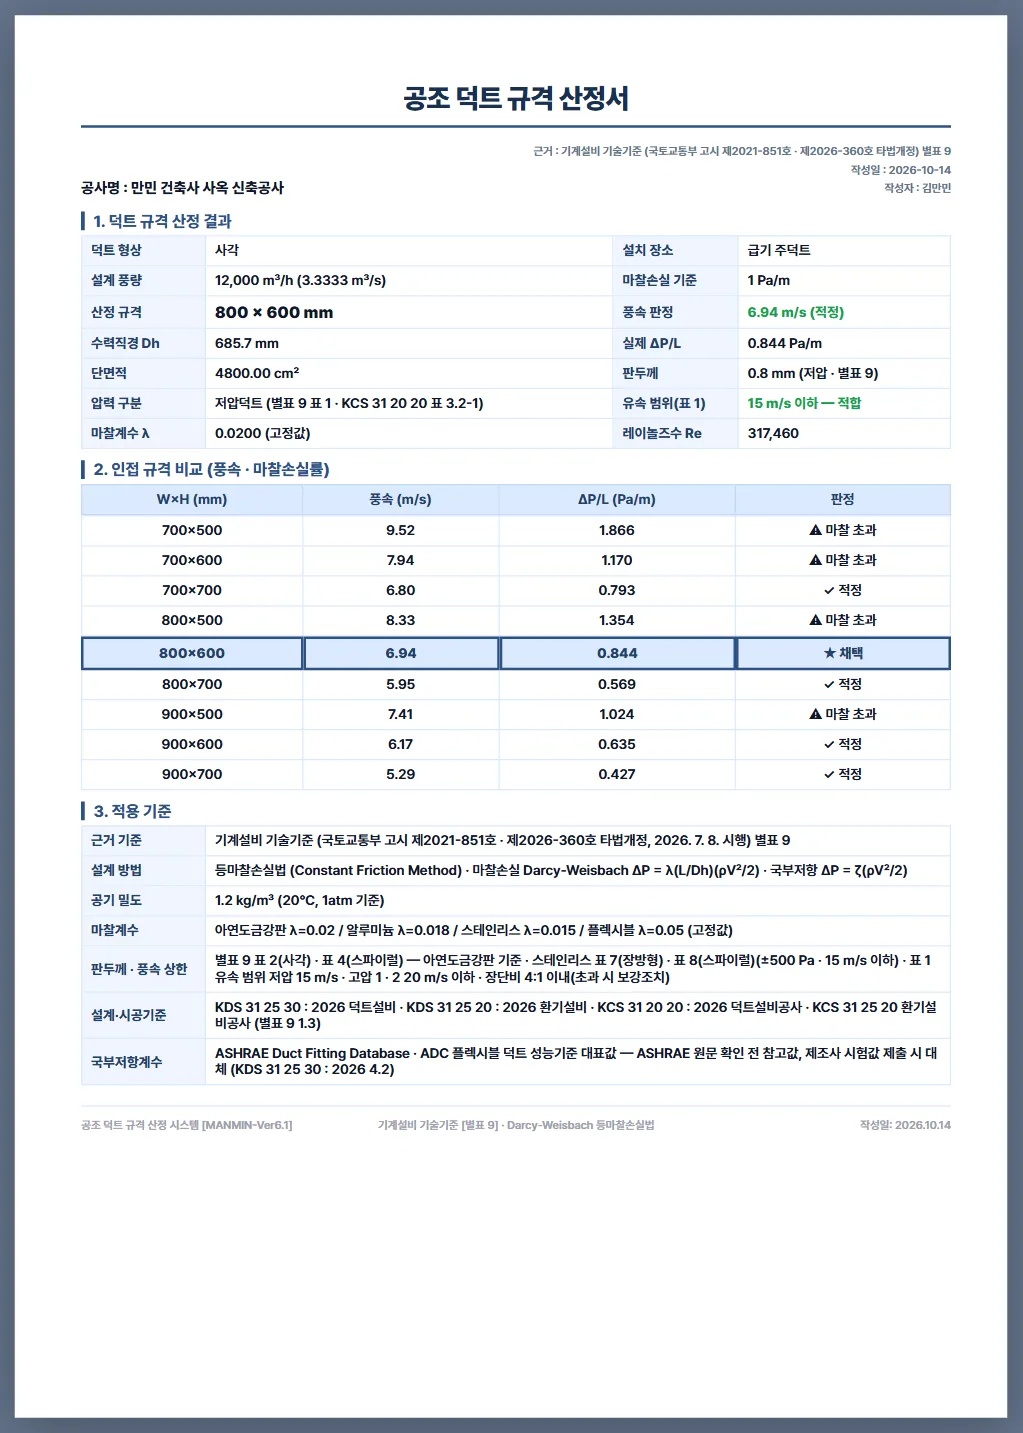 공조 덕트 규격 산정서
근거 : 기계설비 기술기준 (국토교통부 고시 제2021-851호 · 제2026-360호 타법개정) 별표 9
작성일 : 2026-10-14
공사명 : 만민 건축사 사옥 신축공사
작성자 : 김만민
1. 덕트 규격 산정 결과
덕트 형상 사각 설치 장소 급기 주덕트
설계 풍량 12,000 m³/h (3.3333 m³/s) 마찰손실 기준 1 Pa/m
산정 규격 800 × 600 mm 풍속 판정 6.94 m/s (적정)
수력직경 Dh 685.7 mm 실제 ΔP/L 0.844 Pa/m
단면적 4800.00 cm² 판두께 0.8 mm (저압 · 별표 9)
압력 구분 저압덕트 (별표 9 표 1 · KCS 31 20 20 표 3.2-1) 유속 범위(표 1) 15 m/s 이하 — 적합
마찰계수 λ 0.0200 (고정값) 레이놀즈수 Re 317,460
2. 인접 규격 비교 (풍속 · 마찰손실률)
W×H (mm) 풍속 (m/s) ΔP/L (Pa/m) 판정
700×500 9.52 1.866 ⚠ 마찰 초과
700×600 7.94 1.170 ⚠ 마찰 초과
700×700 6.80 0.793 ✓ 적정
800×500 8.33 1.354 ⚠ 마찰 초과
800×600 6.94 0.844 ★ 채택
800×700 5.95 0.569 ✓ 적정
900×500 7.41 1.024 ⚠ 마찰 초과
900×600 6.17 0.635 ✓ 적정
900×700 5.29 0.427 ✓ 적정
3. 적용 기준
근거 기준 기계설비 기술기준 (국토교통부 고시 제2021-851호 · 제2026-360호 타법개정, 2026. 7. 8. 시행) 별표 9
설계 방법 등마찰손실법 (Constant Friction Method) · 마찰손실 Darcy-Weisbach ΔP = λ(L/Dh)(ρV²/2) · 국부저항 ΔP = ζ(ρV²/2)
공기 밀도 1.2 kg/m³ (20°C, 1atm 기준)
마찰계수 아연도금강판 λ=0.02 / 알루미늄 λ=0.018 / 스테인리스 λ=0.015 / 플렉시블 λ=0.05 (고정값)
판두께 · 풍속 상한 별표 9 표 2(사각) · 표 4(스파이럴) — 아연도금강판 기준 · 스테인리스 표 7(장방형) · 표 8(스파이럴)(±500 Pa · 15 m/s 이하) · 표 1
유속 범위 저압 15 m/s · 고압 1 · 2 20 m/s 이하 · 장단비 4:1 이내(초과 시 보강조치)
설계·시공기준 KDS 31 25 30 : 2026 덕트설비 · KDS 31 25 20 : 2026 환기설비 · KCS 31 20 20 : 2026 덕트설비공사 · KCS 31 25 20 환기설
비공사 (별표 9 1.3)
국부저항계수 ASHRAE Duct Fitting Database · ADC 플렉시블 덕트 성능기준 대표값 — ASHRAE 원문 확인 전 참고값, 제조사 시험값 제출 시 대
체 (KDS 31 25 30 : 2026 4.2)
공조 덕트 규격 산정 시스템 [MANMIN-Ver6.1] 기계설비 기술기준 [별표 9] · Darcy-Weisbach 등마찰손실법 작성일: 2026.10.14